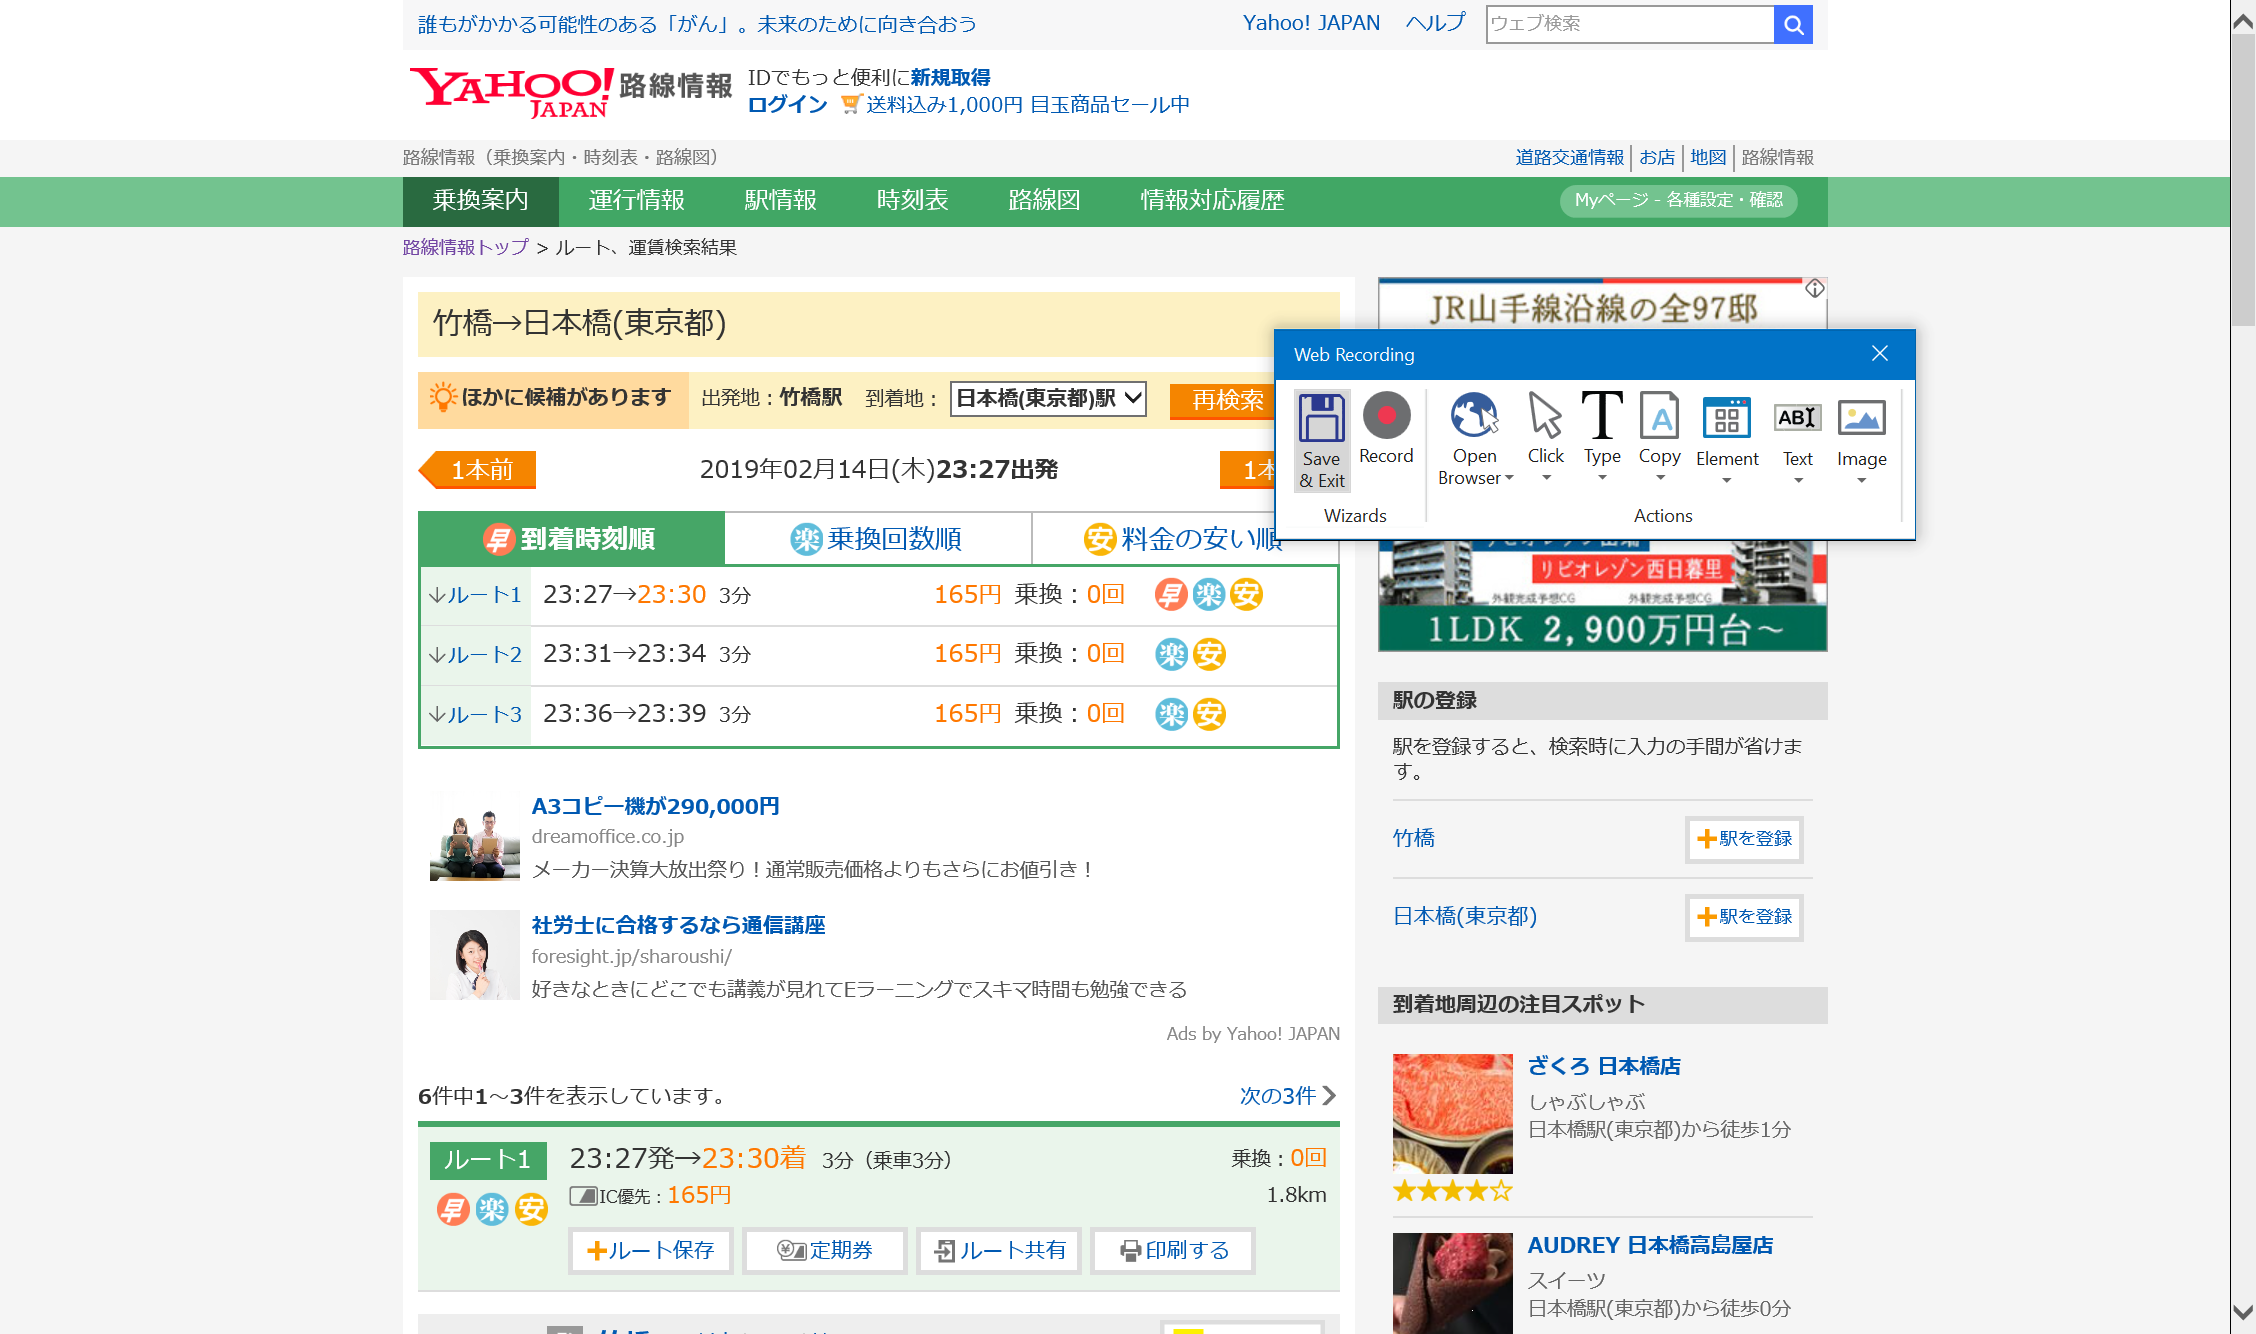 誰もがかかる可能性のある「がん」。未来のために向き合おう
Yahoo! JAPAN ヘルプ ウェブ検索
YAHOO! JAPAN 路線情報
IDでもっと便利に新規取得
ログイン 送料込み1,000円 目玉商品セール中
路線情報（乗換案内・時刻表・路線図）
道路交通情報 お店 地図 路線情報
乗換案内 運行情報 駅情報 時刻表 路線図 情報対応履歴 Myページ - 各種設定・確認
路線情報トップ > ルート、運賃検索結果
竹橋→日本橋(東京都)
ほかに候補があります 出発地：竹橋駅 到着地： 日本橋(東京都)駅 再検索
1本前 2019年02月14日(木)23:27出発 1本
早 到着時刻順 楽 乗換回数順 安 料金の安い順
↓ルート1 23:27→23:30 3分 165円 乗換：0回 早 楽 安
↓ルート2 23:31→23:34 3分 165円 乗換：0回 楽 安
↓ルート3 23:36→23:39 3分 165円 乗換：0回 楽 安
A3コピー機が290,000円
dreamoffice.co.jp
メーカー決算大放出祭り！通常販売価格よりもさらにお値引き！
社労士に合格するなら通信講座
foresight.jp/sharoushi/
好きなときにどこでも講義が見れてEラーニングでスキマ時間も勉強できる
Ads by Yahoo! JAPAN
6件中1～3件を表示しています。 次の3件
ルート1 23:27発→23:30着 3分（乗車3分） 乗換：0回
IC優先：165円 1.8km
早 楽 安
ルート保存 定期券 ルート共有 印刷する
JR山手線沿線の全97邸
Web Recording
Save & Exit Record Open Browser Click Type Copy Element Text Image
Wizards Actions
リビオレゾン西日暮里
外観完成予想CG 外観完成予想CG
1LDK 2,900万円台～
駅の登録
駅を登録すると、検索時に入力の手間が省けま
す。
竹橋 駅を登録
日本橋(東京都) 駅を登録
到着地周辺の注目スポット
ざくろ 日本橋店
しゃぶしゃぶ
日本橋駅(東京都)から徒歩1分
AUDREY 日本橋高島屋店
スイーツ
日本橋駅(東京都)から徒歩0分